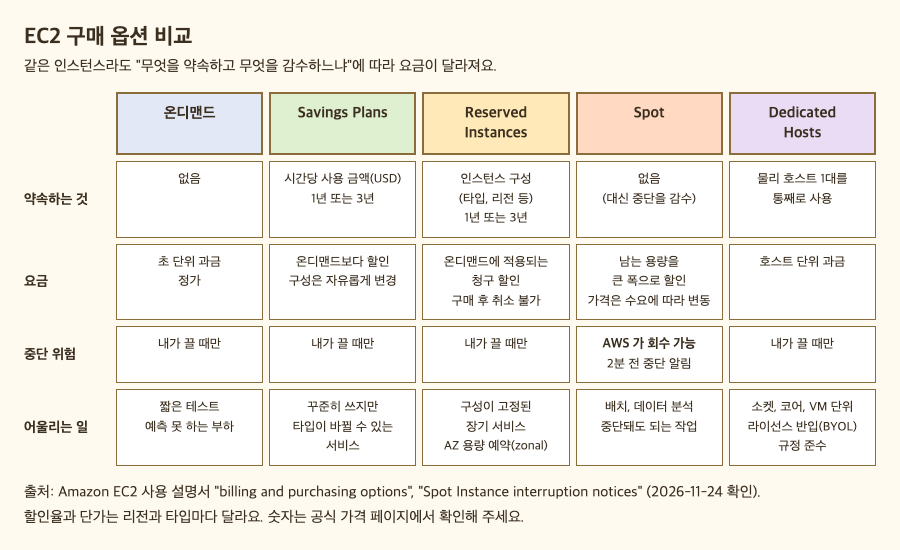 EC2 구매 옵션 비교
같은 인스턴스라도 "무엇을 약속하고 무엇을 감수하느냐"에 따라 요금이 달라져요.
온디맨드
Savings Plans
Reserved
Instances
Spot
Dedicated
Hosts
약속하는 것
없음
시간당 사용 금액(USD)
1년 또는 3년
인스턴스 구성
(타입, 리전 등)
1년 또는 3년
없음
(대신 중단을 감수)
물리 호스트 1대를
통째로 사용
요금
초 단위 과금
정가
온디맨드보다 할인
구성은 자유롭게 변경
온디맨드에 적용되는
청구 할인
구매 후 취소 불가
남는 용량을
큰 폭으로 할인
가격은 수요에 따라 변동
호스트 단위 과금
중단 위험
내가 끌 때만
내가 끌 때만
내가 끌 때만
AWS 가 회수 가능
2분 전 중단 알림
내가 끌 때만
어울리는 일
짧은 테스트
예측 못 하는 부하
꾸준히 쓰지만
타입이 바뀔 수 있는
서비스
구성이 고정된
장기 서비스
AZ 용량 예약(zonal)
배치, 데이터 분석
중단돼도 되는 작업
소켓, 코어, VM 단위
라이선스 반입(BYOL)
규정 준수
출처: Amazon EC2 사용 설명서 "billing and purchasing options", "Spot Instance interruption notices" (2026-11-24 확인).
할인율과 단가는 리전과 타입마다 달라요. 숫자는 공식 가격 페이지에서 확인해 주세요.